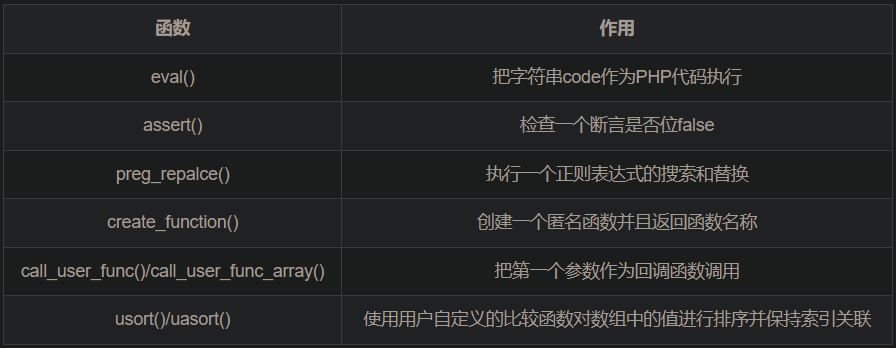 函数 作用
eval() 把字符串code作为PHP代码执行
assert() 检查一个断言是否位false
preg_repalce() 执行一个正则表达式的搜索和替换
create_function() 创建一个匿名函数并且返回函数名称
call_user_func()/call_user_func_array() 把第一个参数作为回调函数调用
usort()/uasort() 使用用户自定义的比较函数对数组中的值进行排序并保持索引关联